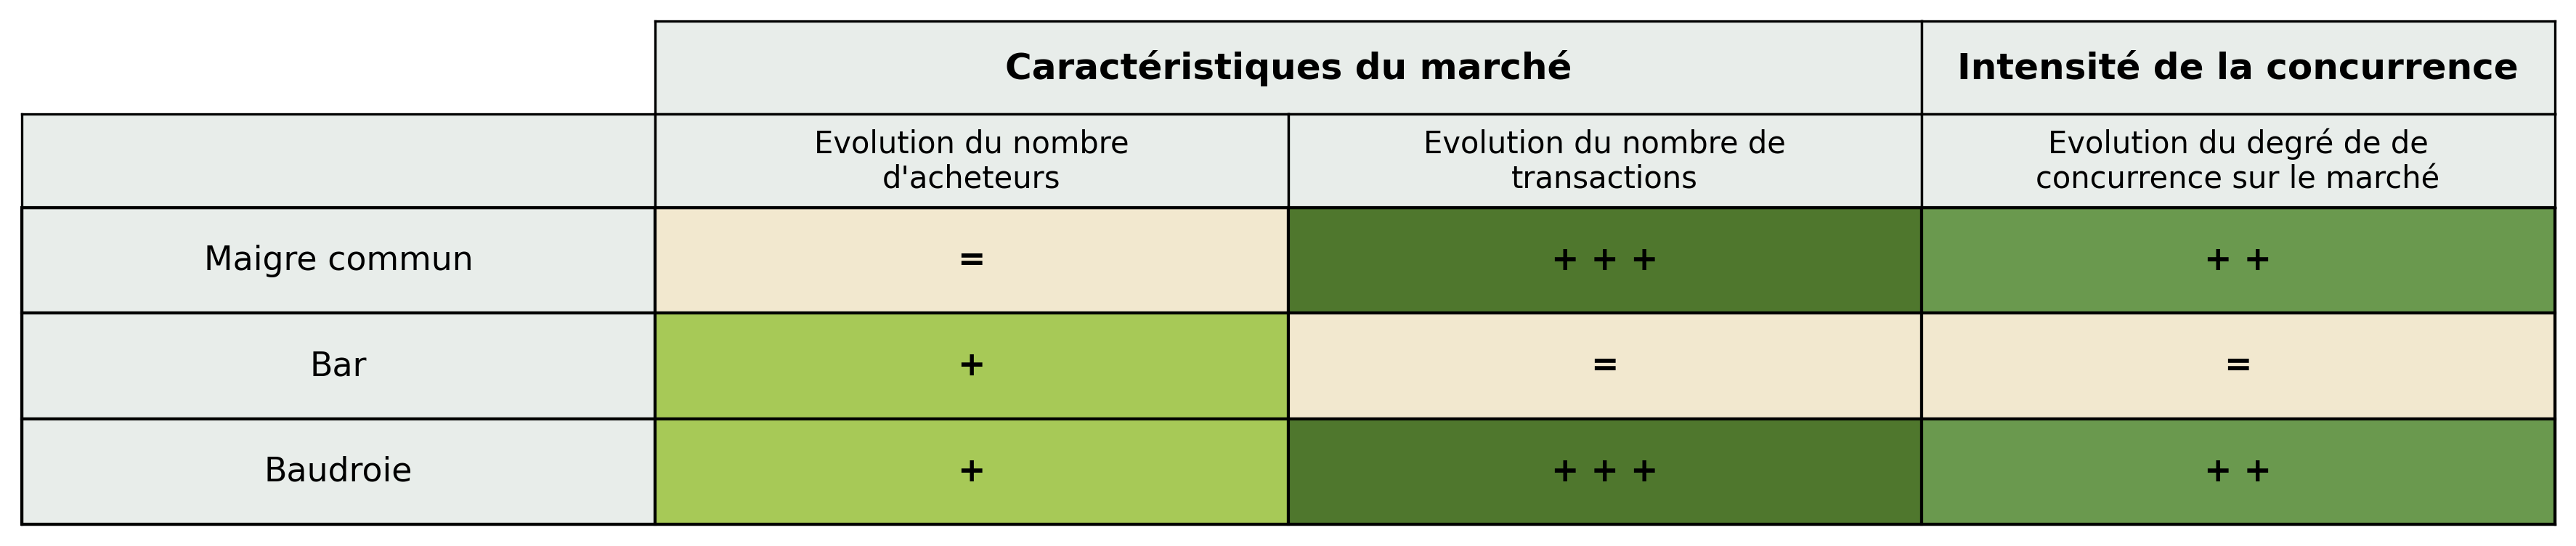 Caractéristiques du marché
Intensité de la concurrence
Evolution du nombre
d'acheteurs
Evolution du nombre de
transactions
Evolution du degré de de
concurrence sur le marché
Maigre commun
=
+ + +
+ +
Bar
+
=
=
Baudroie
+
+ + +
+ +